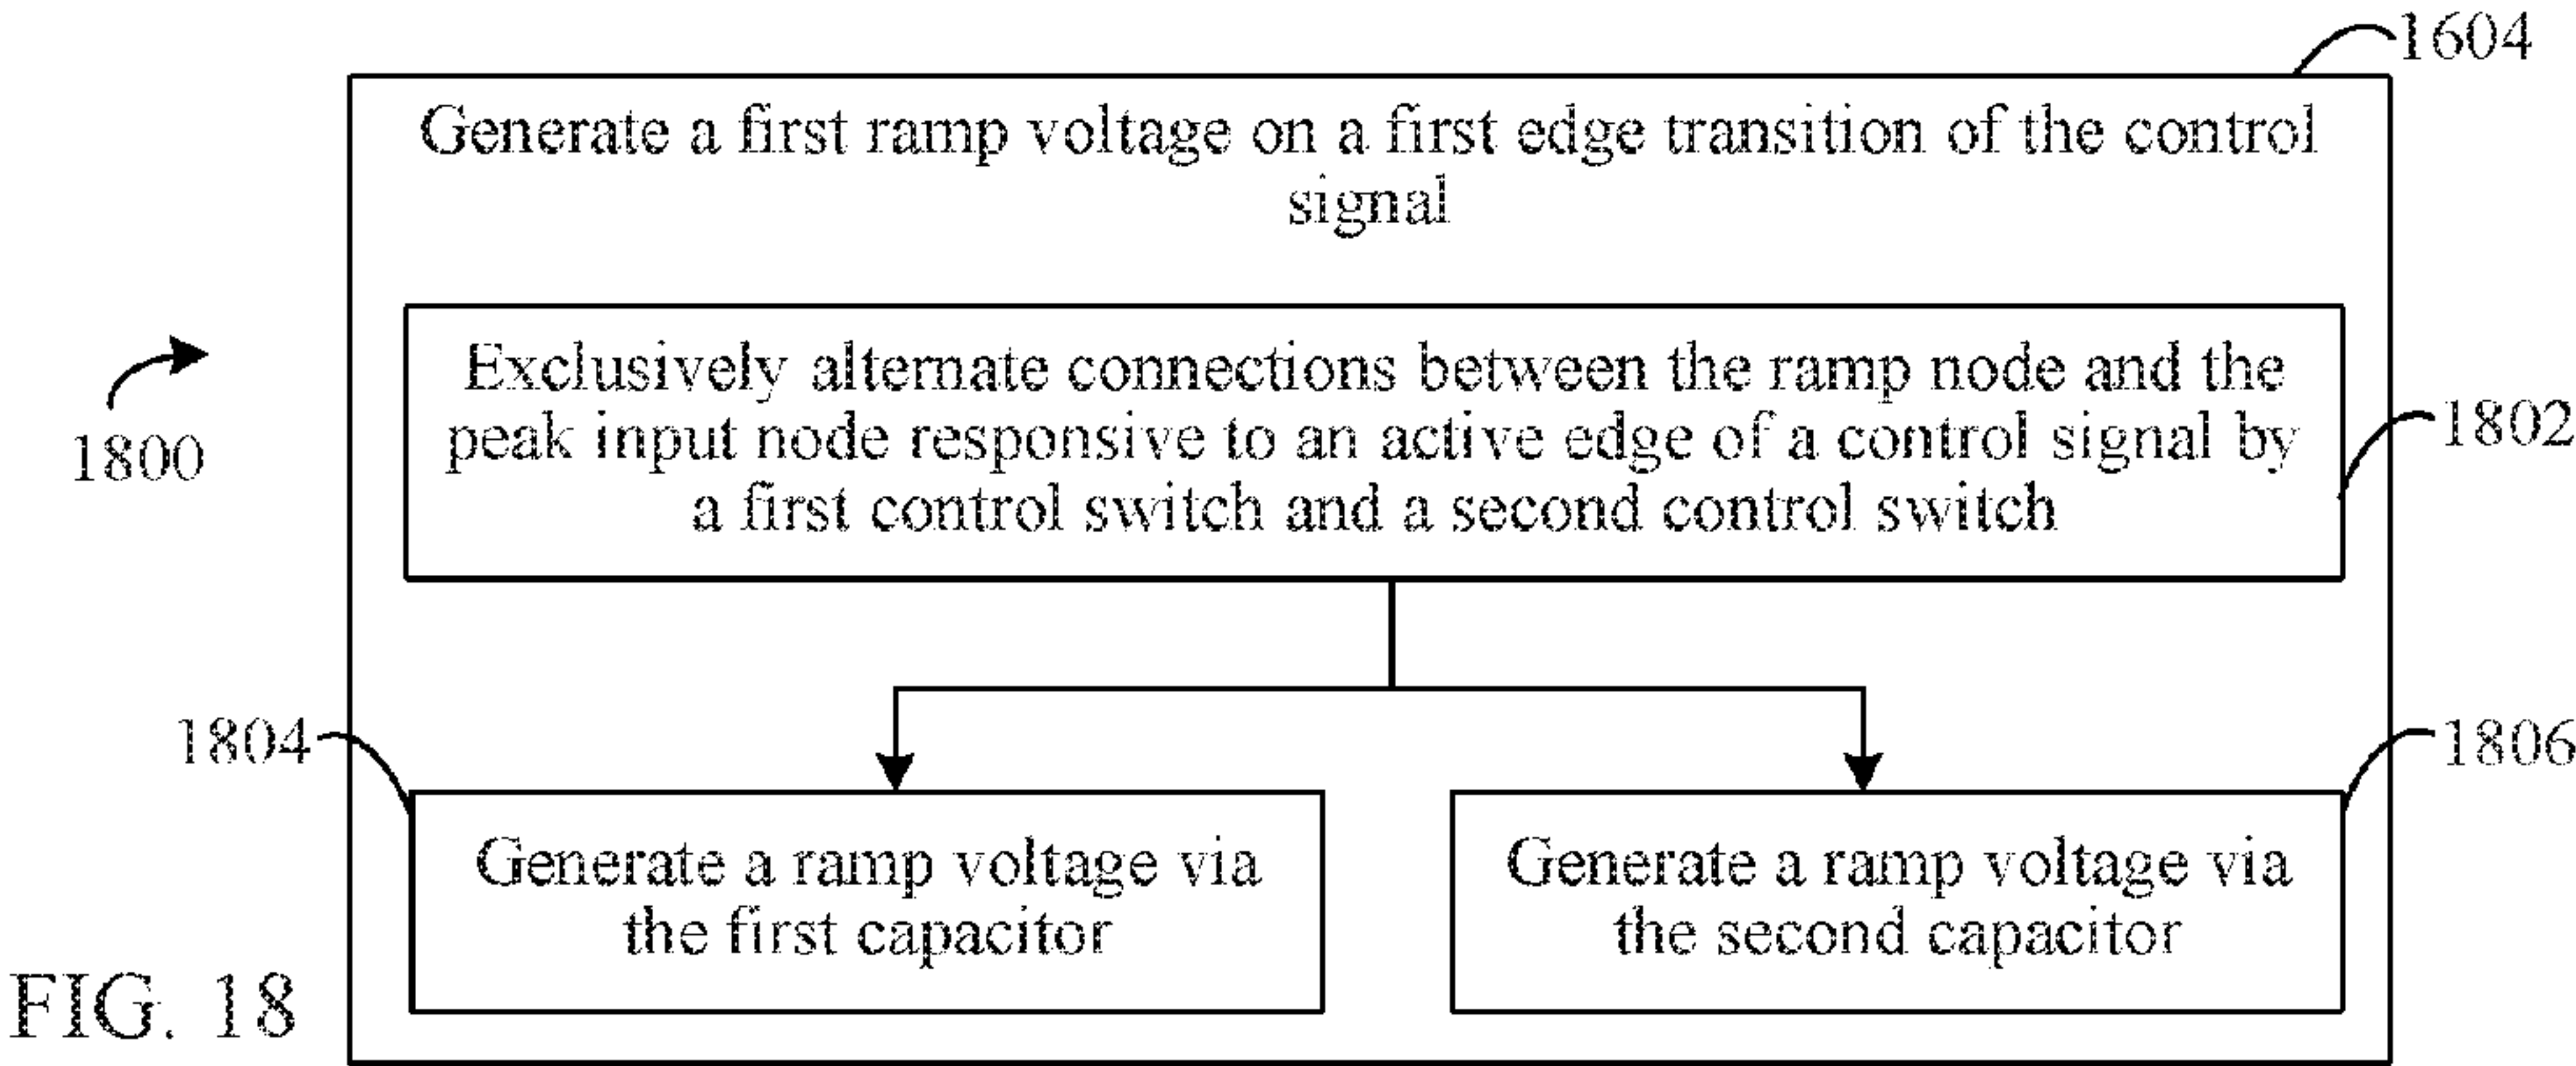 1604
Generate a first ramp voltage on a first edge transition of the control
signal
Exclusively alternate connections between the ramp node and the
peak input node responsive to an active edge of a control signal by
a first control switch and a second control switch
1802
1800
1804
1806
Generate a ramp voltage via
the first capacitor
Generate a ramp voltage via
the second capacitor
FIG. 18